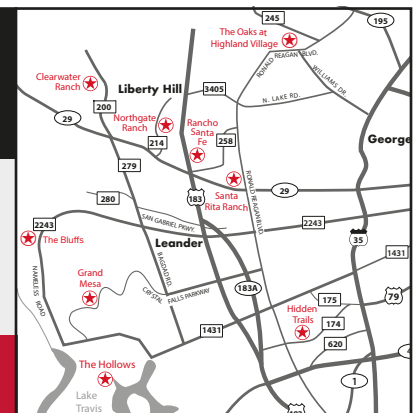 245
195
The Oaks at
Highland Village
RONALD REAGAN BLVD.
WILLIAMS DR
Clearwater
Ranch
Liberty Hill
3405
N. LAKE RD.
200
29
Northgate
Ranch
Rancho
Santa
Fe
214
258
George
279
RONALD REAGAN BLVD.
280
183
Santa
Rita Ranch
29
2243
SAN GABRIEL PKWY.
2243
The Bluffs
Leander
35
1431
NAMELESS ROAD
BAGDAD RD.
Grand
Mesa
CRYSTAL FALLS PARKWAY
183A
175
79
Hidden
Trails
174
1431
620
The Hollows
Lake
Travis
1